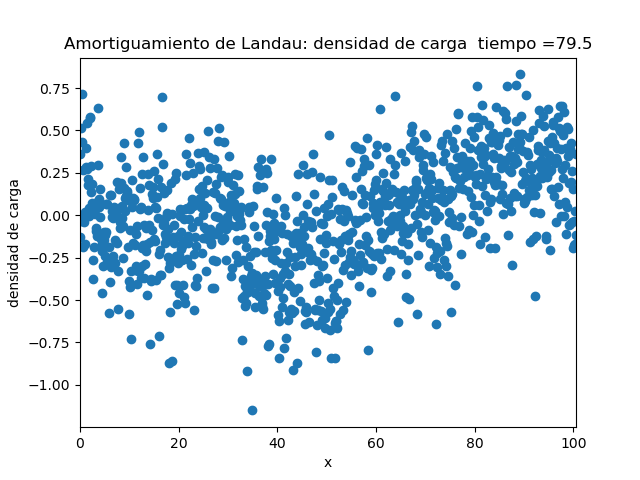 Amortiguamiento de Landau: densidad de carga  tiempo =79.5
0.75
0.50
0.25
0.00
−0.25
−0.50
−0.75
−1.00
densidad de carga
0 20 40 60 80 100
x